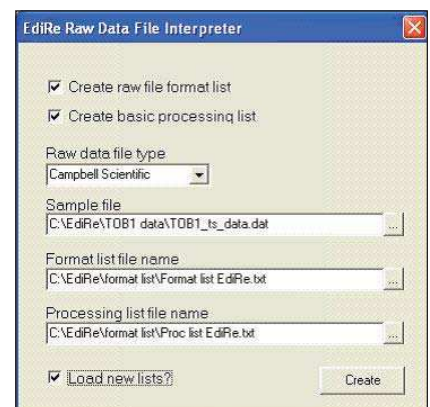 EdiRe Raw Data File Interpreter
Create raw file format list
Create basic processing list
Raw data file type
Campbell Scientific
Sample file
C:\EdiRe\TOB1 data\TOB1_ts_data.dat
...
Format list file name
C:\EdiRe\format list\Format list EdiRe.txt
...
Processing list file name
C:\EdiRe\format list\Proc list EdiRe.txt
...
Load new lists?
Create